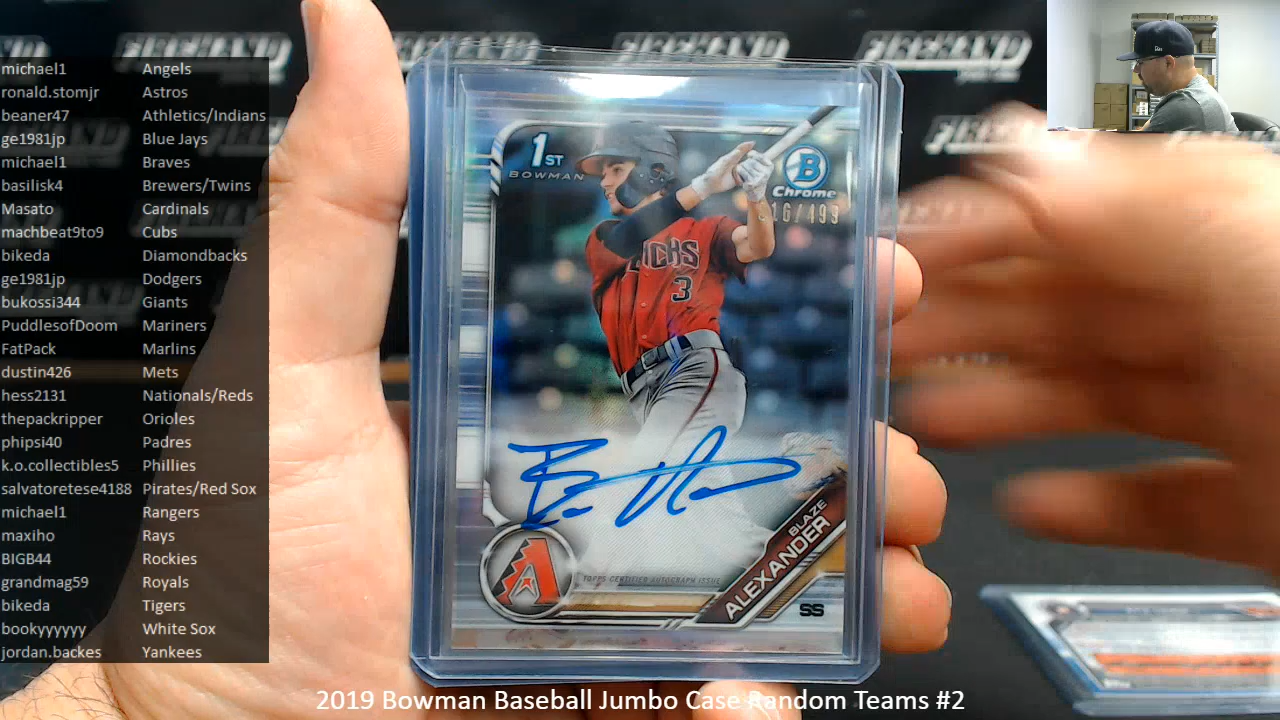 michael1 Angels
ronald.stomjr Astros
beaner47 Athletics/Indians
ge1981jp Blue Jays
michael1 Braves
basilisk4 Brewers/Twins
Masato Cardinals
machbeat9to9 Cubs
bikeda Diamondbacks
ge1981jp Dodgers
bukossi344 Giants
PuddlesofDoom Mariners
FatPack Marlins
dustin426 Mets
hess2131 Nationals/Reds
thepackripper Orioles
phipsi40 Padres
k.o.collectibles5 Phillies
salvatoretese4188 Pirates/Red Sox
michael1 Rangers
maxiho Rays
BIGB44 Rockies
grandmag59 Royals
bikeda Tigers
bookyyyyyy White Sox
jordan.backes Yankees
1ST
BOWMAN
B
Chrome
/499
3
TOPPS CERTIFIED AUTOGRAPH ISSUE
BLAZE
ALEXANDER
SS
2019 Bowman Baseball Jumbo Case Random Teams #2